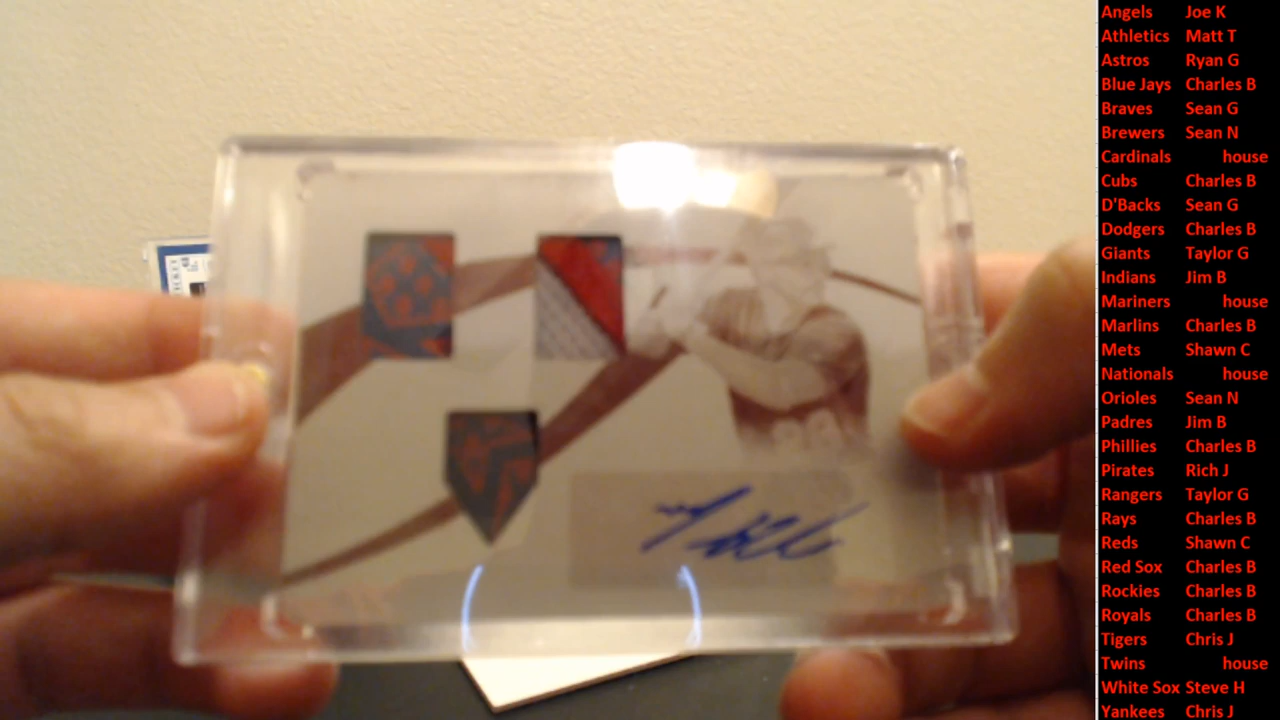 Angels Joe K
Athletics Matt T
Astros Ryan G
Blue Jays Charles B
Braves Sean G
Brewers Sean N
Cardinals house
Cubs Charles B
D'Backs Sean G
Dodgers Charles B
Giants Taylor G
Indians Jim B
Mariners house
Marlins Charles B
Mets Shawn C
Nationals house
Orioles Sean N
Padres Jim B
Phillies Charles B
Pirates Rich J
Rangers Taylor G
Rays Charles B
Reds Shawn C
Red Sox Charles B
Rockies Charles B
Royals Charles B
Tigers Chris J
Twins house
White Sox Steve H
Yankees Chris J